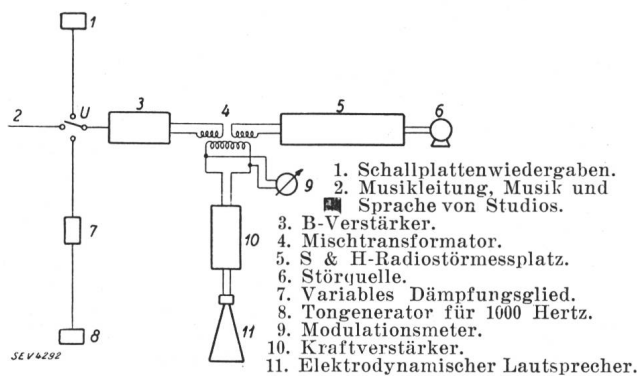 1
2
U
3
4
5
6
7
8
9
10
11
SEV4292
1. Schallplattenwiedergaben.
2. Musikleitung, Musik und
Sprache von Studios.
3. B-Verstärker.
4. Mischtransformator.
5. S & H-Radiostörmessplatz.
6. Störquelle.
7. Variables Dämpfungsglied.
8. Tongenerator für 1000 Hertz.
9. Modulationsmeter.
10. Kraftverstärker.
11. Elektrodynamischer Lautsprecher.